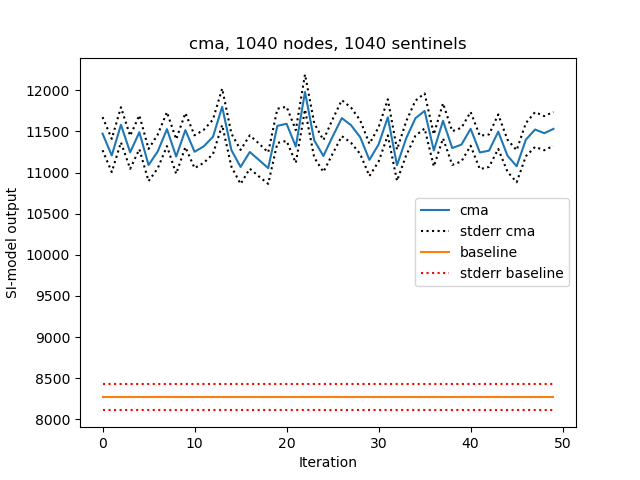 cma, 1040 nodes, 1040 sentinels
12000
11500
11000
10500
10000
9500
9000
8500
8000
SI-model output
cma
stderr cma
baseline
stderr baseline
0
10
20
30
40
50
Iteration